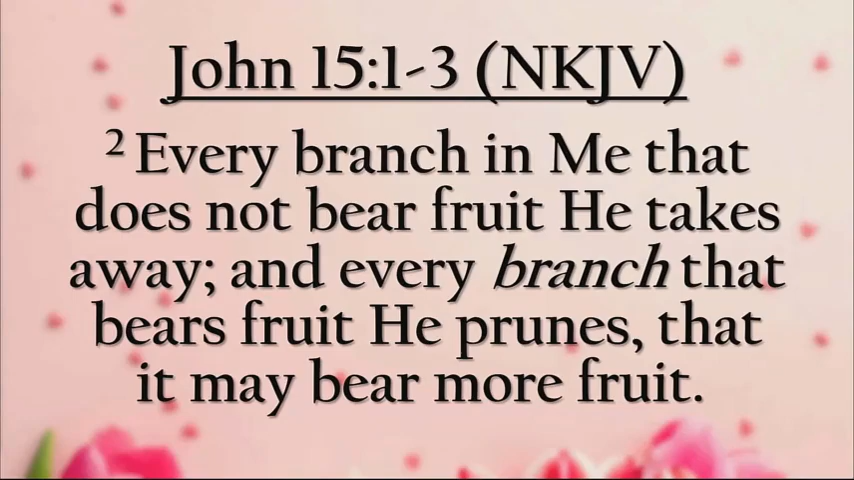 John 15:1-3 (NKJV)
2 Every branch in Me that
does not bear fruit He takes
away; and every branch that
bears fruit He prunes, that
it may bear more fruit.